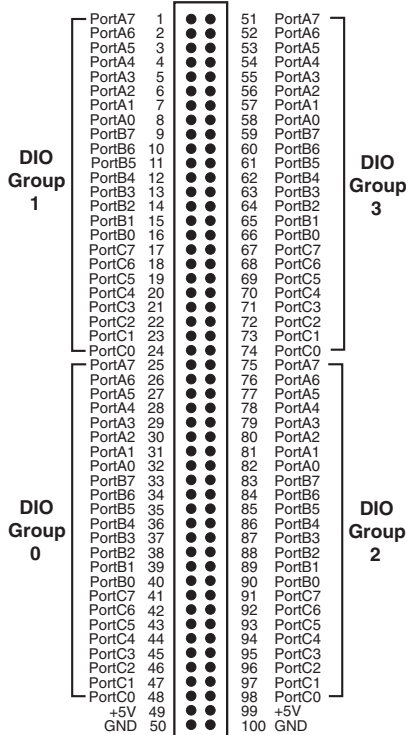 PortA7 1 51 PortA7
PortA6 2 52 PortA6
PortA5 3 53 PortA5
PortA4 4 54 PortA4
PortA3 5 55 PortA3
PortA2 6 56 PortA2
PortA1 7 57 PortA1
PortA0 8 58 PortA0
PortB7 9 59 PortB7
PortB6 10 60 PortB6
PortB5 11 61 PortB5
PortB4 12 62 PortB4
PortB3 13 63 PortB3
PortB2 14 64 PortB2
PortB1 15 65 PortB1
PortB0 16 66 PortB0
PortC7 17 67 PortC7
PortC6 18 68 PortC6
PortC5 19 69 PortC5
PortC4 20 70 PortC4
PortC3 21 71 PortC3
PortC2 22 72 PortC2
PortC1 23 73 PortC1
PortC0 24 74 PortC0
DIO
Group
1
DIO
Group
3
PortA7 25 75 PortA7
PortA6 26 76 PortA6
PortA5 27 77 PortA5
PortA4 28 78 PortA4
PortA3 29 79 PortA3
PortA2 30 80 PortA2
PortA1 31 81 PortA1
PortA0 32 82 PortA0
PortB7 33 83 PortB7
PortB6 34 84 PortB6
PortB5 35 85 PortB5
PortB4 36 86 PortB4
PortB3 37 87 PortB3
PortB2 38 88 PortB2
PortB1 39 89 PortB1
PortB0 40 90 PortB0
PortC7 41 91 PortC7
PortC6 42 92 PortC6
PortC5 43 93 PortC5
PortC4 44 94 PortC4
PortC3 45 95 PortC3
PortC2 46 96 PortC2
PortC1 47 97 PortC1
PortC0 48 98 PortC0
DIO
Group
0
DIO
Group
2
+5V 49 99 +5V
GND 50 100 GND